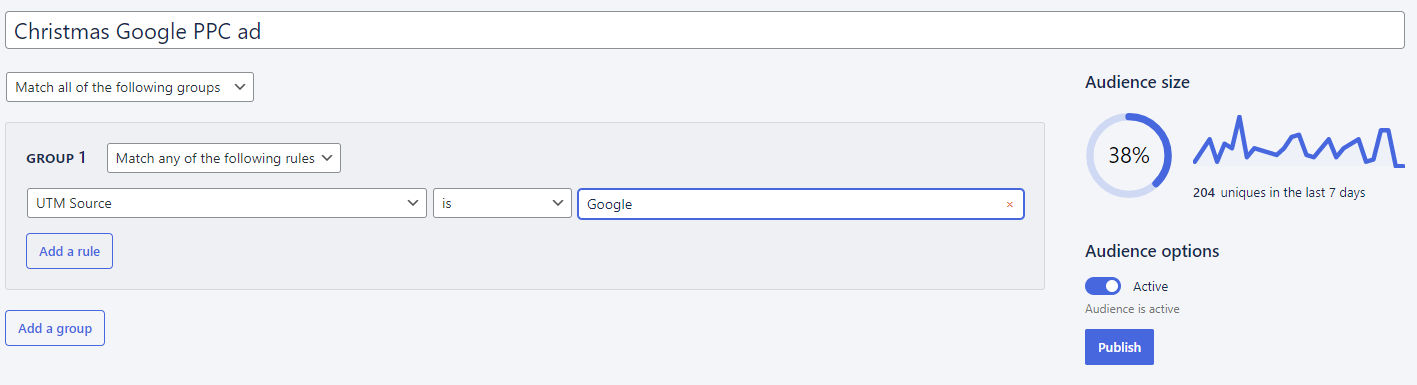 Christmas Google PPC ad
Match all of the following groups
Audience size
GROUP 1 Match any of the following rules
38%
UTM Source is Google ×
204 uniques in the last 7 days
Add a rule
Audience options
Active
Audience is active
Add a group
Publish